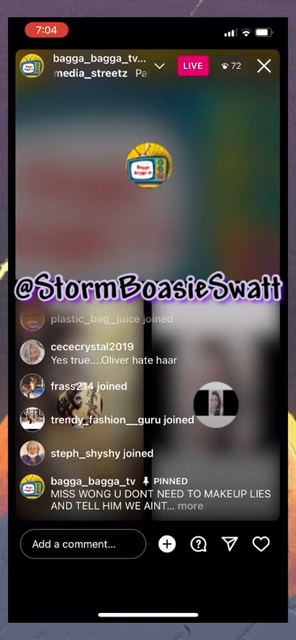 7:04
bagga_bagga_tv...
media_streetz Pa
LIVE
72
@StormBoasieSwatt
plastic_bag_juice joined
cececrystal2019
Yes true....Oliver hate haar
frass214 joined
trendy_fashion__guru joined
steph_shyshy joined
bagga_bagga_tv PINNED
MISS WONG U DONT NEED TO MAKEUP LIES
AND TELL HIM WE AINT... more
Add a comment...